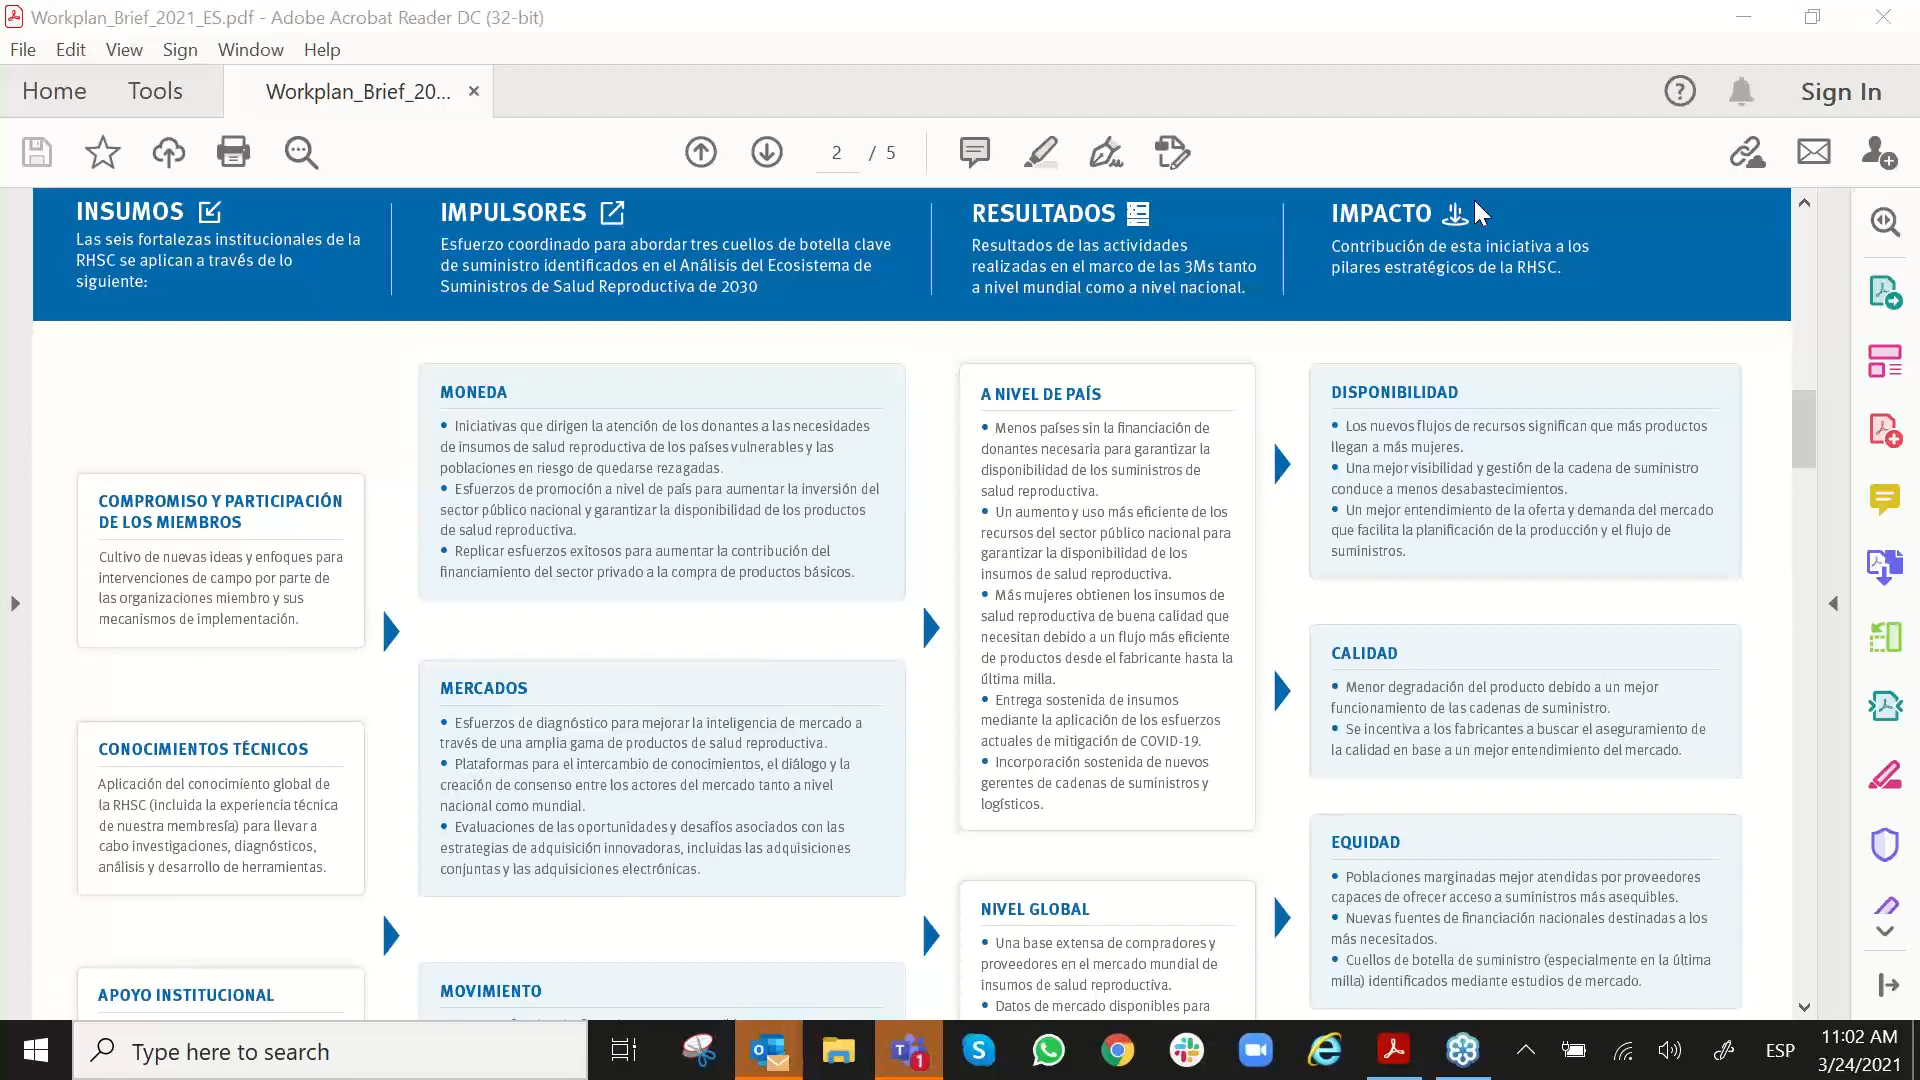 Workplan_Brief_2021_ES.pdf - Adobe Acrobat Reader DC (32-bit)
File Edit View Sign Window Help
Home Tools Workplan_Brief_20... × Sign In
2 / 5
INSUMOS
Las seis fortalezas institucionales de la
RHSC se aplican a través de lo
siguiente:
IMPULSORES
Esfuerzo coordinado para abordar tres cuellos de botella clave
de suministro identificados en el Análisis del Ecosistema de
Suministros de Salud Reproductiva de 2030
RESULTADOS
Resultados de las actividades
realizadas en el marco de las 3Ms tanto
a nivel mundial como a nivel nacional.
IMPACTO
Contribución de esta iniciativa a los
pilares estratégicos de la RHSC.
COMPROMISO Y PARTICIPACIÓN
DE LOS MIEMBROS
Cultivo de nuevas ideas y enfoques para
intervenciones de campo por parte de
las organizaciones miembro y sus
mecanismos de implementación.
CONOCIMIENTOS TÉCNICOS
Aplicación del conocimiento global de
la RHSC (incluida la experiencia técnica
de nuestra membresía) para llevar a
cabo investigaciones, diagnósticos,
análisis y desarrollo de herramientas.
APOYO INSTITUCIONAL
MONEDA
• Iniciativas que dirigen la atención de los donantes a las necesidades
de insumos de salud reproductiva de los países vulnerables y las
poblaciones en riesgo de quedarse rezagadas.
• Esfuerzos de promoción a nivel de país para aumentar la inversión del
sector público nacional y garantizar la disponibilidad de los productos
de salud reproductiva.
• Replicar esfuerzos exitosos para aumentar la contribución del
financiamiento del sector privado a la compra de productos básicos.
MERCADOS
• Esfuerzos de diagnóstico para mejorar la inteligencia de mercado a
través de una amplia gama de productos de salud reproductiva.
• Plataformas para el intercambio de conocimientos, el diálogo y la
creación de consenso entre los actores del mercado tanto a nivel
nacional como mundial.
• Evaluaciones de las oportunidades y desafíos asociados con las
estrategias de adquisición innovadoras, incluidas las adquisiciones
conjuntas y las adquisiciones electrónicas.
MOVIMIENTO
A NIVEL DE PAÍS
• Menos países sin la financiación de
donantes necesaria para garantizar la
disponibilidad de los suministros de
salud reproductiva.
• Un aumento y uso más eficiente de los
recursos del sector público nacional para
garantizar la disponibilidad de los
insumos de salud reproductiva.
• Más mujeres obtienen los insumos de
salud reproductiva de buena calidad que
necesitan debido a un flujo más eficiente
de productos desde el fabricante hasta la
última milla.
• Entrega sostenida de insumos
mediante la aplicación de los esfuerzos
actuales de mitigación de COVID-19.
• Incorporación sostenida de nuevos
gerentes de cadenas de suministros y
logísticos.
NIVEL GLOBAL
• Una base extensa de compradores y
proveedores en el mercado mundial de
insumos de salud reproductiva.
• Datos de mercado disponibles para
DISPONIBILIDAD
• Los nuevos flujos de recursos significan que más productos
llegan a más mujeres.
• Una mejor visibilidad y gestión de la cadena de suministro
conduce a menos desabastecimientos.
• Un mejor entendimiento de la oferta y demanda del mercado
que facilita la planificación de la producción y el flujo de
suministros.
CALIDAD
• Menor degradación del producto debido a un mejor
funcionamiento de las cadenas de suministro.
• Se incentiva a los fabricantes a buscar el aseguramiento de
la calidad en base a un mejor entendimiento del mercado.
EQUIDAD
• Poblaciones marginadas mejor atendidas por proveedores
capaces de ofrecer acceso a suministros más asequibles.
• Nuevas fuentes de financiación nacionales destinadas a los
más necesitados.
• Cuellos de botella de suministro (especialmente en la última
milla) identificados mediante estudios de mercado.
Type here to search
1
ESP
11:02 AM
3/24/2021